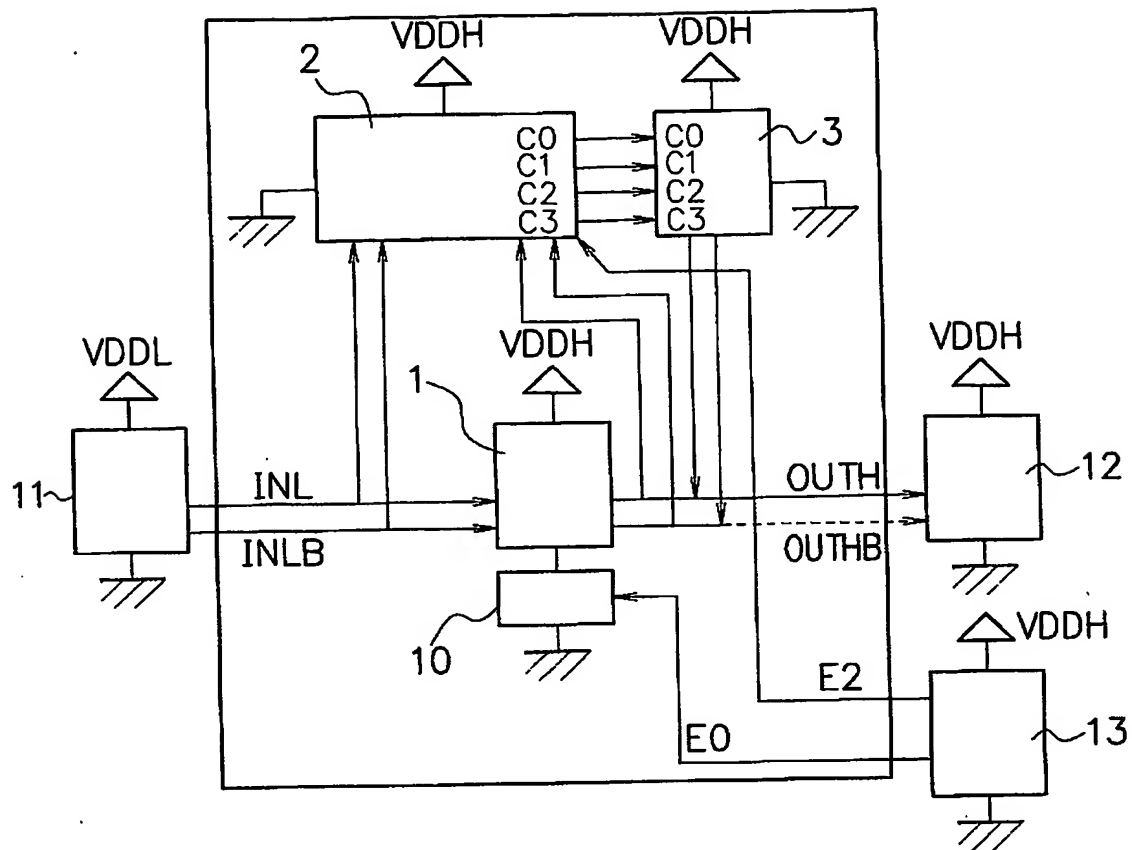 VDDH
VDDH
2
3
C0
C1
C2
C3
C0
C1
C2
C3
VDDL
VDDH
VDDH
1
11
INL
INLB
OUTH
OUTHB
12
10
VDDH
E2
E0
13